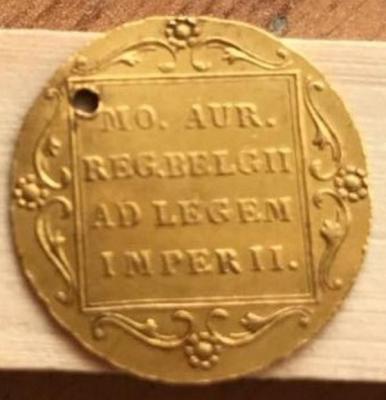 MO. AUR.
REG.BELGII
AD LEGEM
IMPERII.